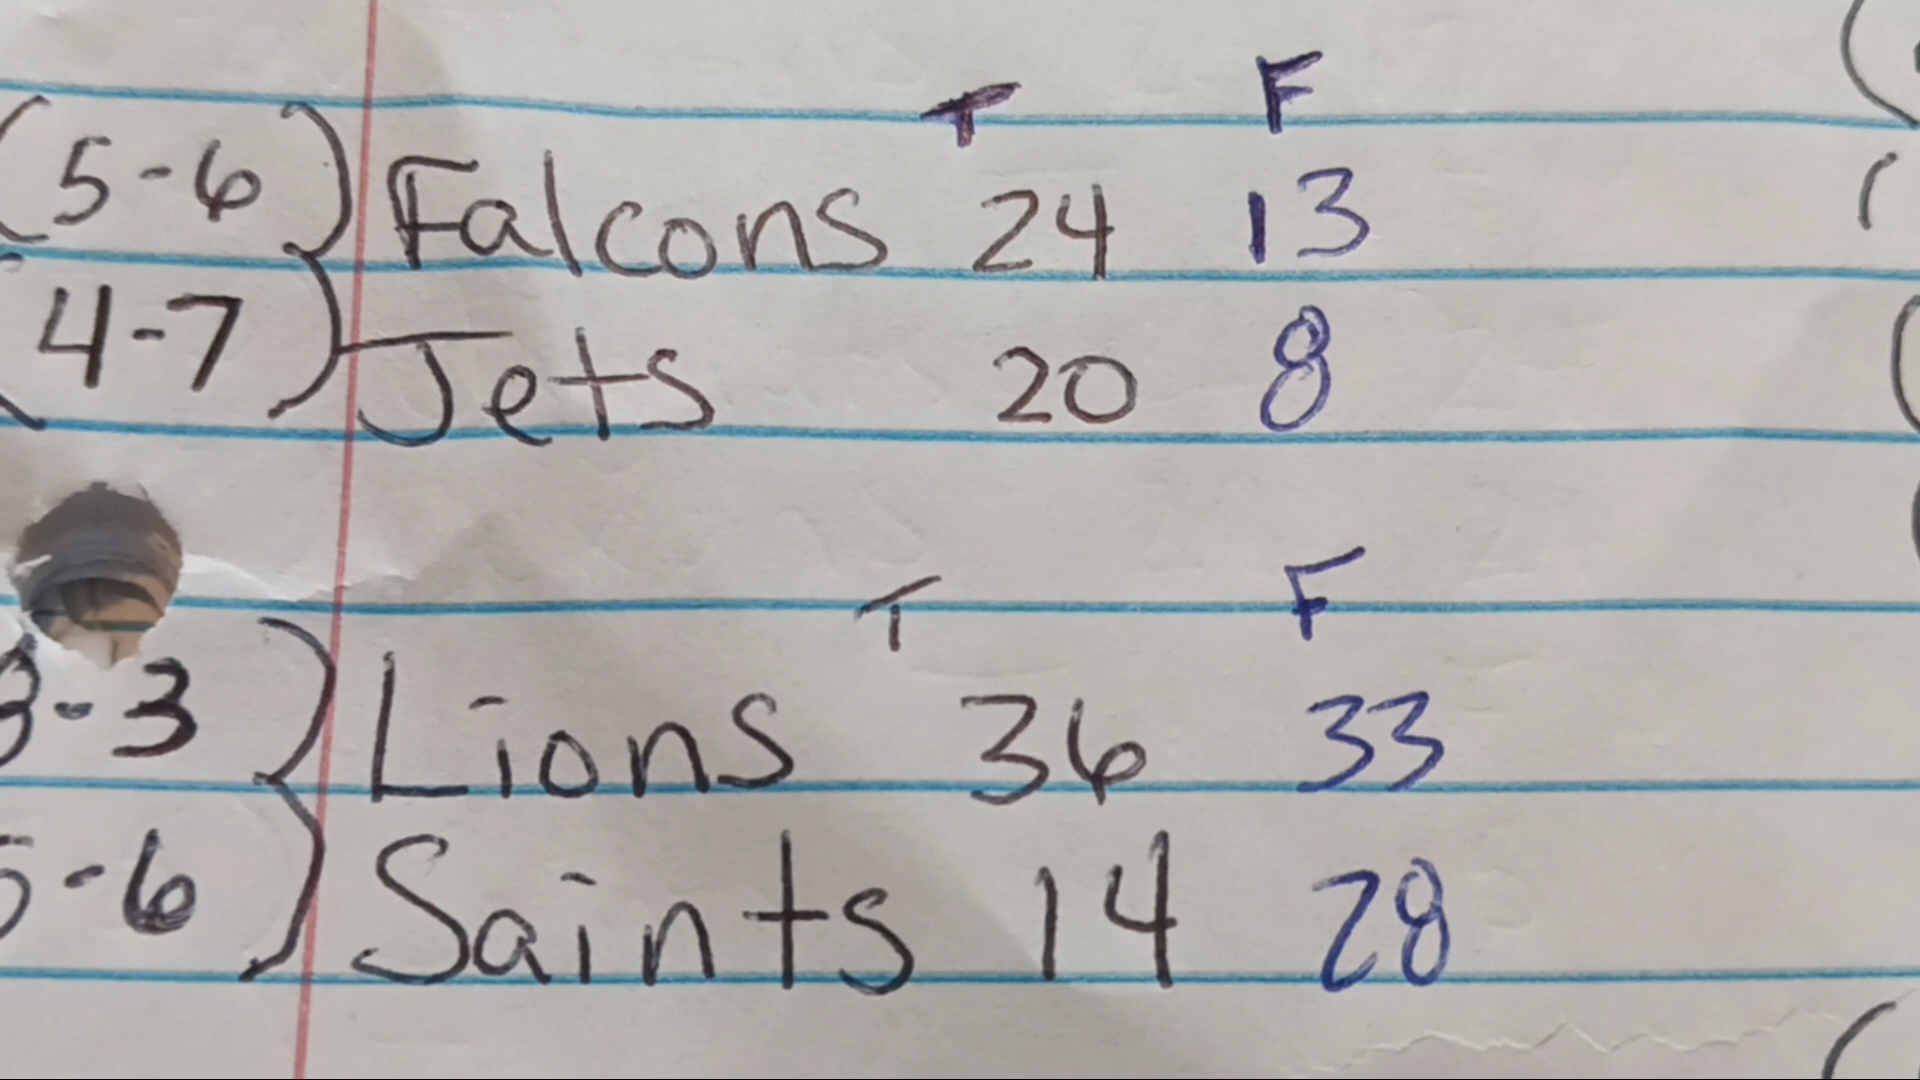 T F
(5-6) Falcons 24 13
4-7) Jets 20 8
T F
-3) Lions 36 33
-6) Saints 14 28